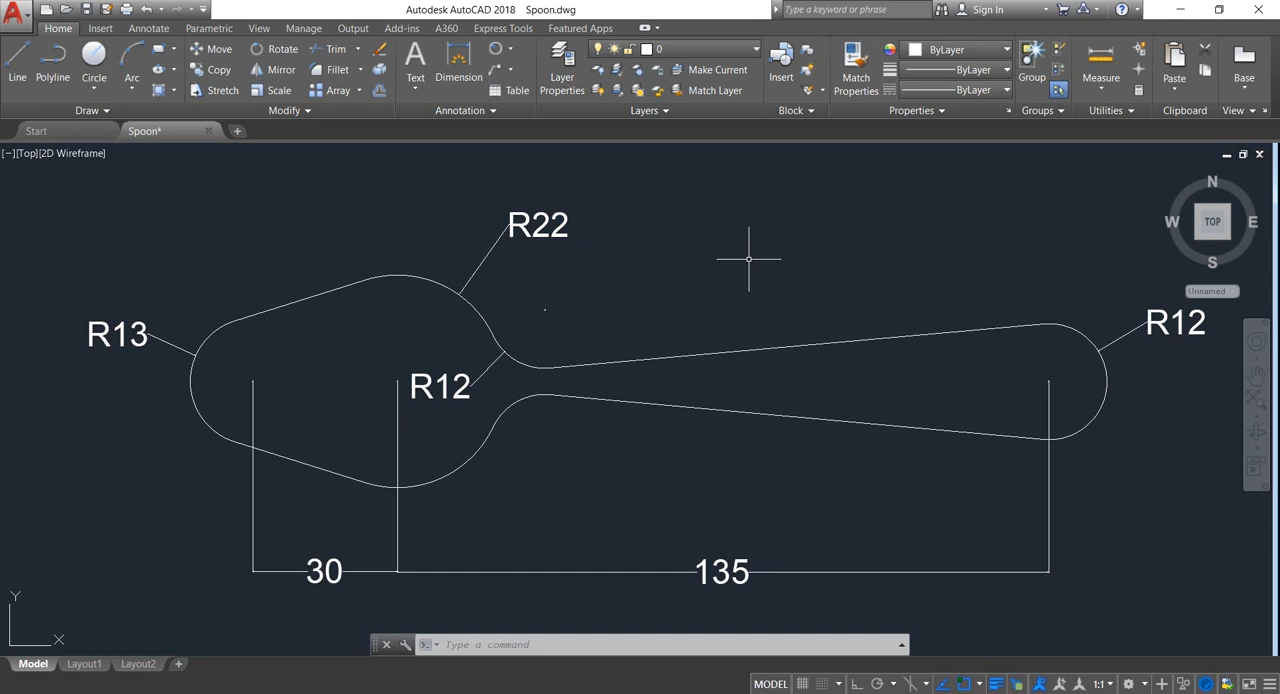 Autodesk AutoCAD 2018 Spoon.dwg
Type a keyword or phrase
Sign In
Home Insert Annotate Parametric View Manage Output Add-ins A360 Express Tools Featured Apps
Line Polyline Circle Arc
Move Rotate Trim
Copy Mirror Fillet
Stretch Scale Array
Text Dimension Table
Layer Properties
0
Make Current
Match Layer
Insert
Match Properties
ByLayer
ByLayer
ByLayer
Group
Measure
Paste
Base
Draw Modify Annotation Layers Block Properties Groups Utilities Clipboard View
Start Spoon*
[−][Top][2D Wireframe]
N
W TOP E
S
Unnamed
R22
R13
R12
R12
30
135
Y
X
Type a command
Model Layout1 Layout2
MODEL 1:1